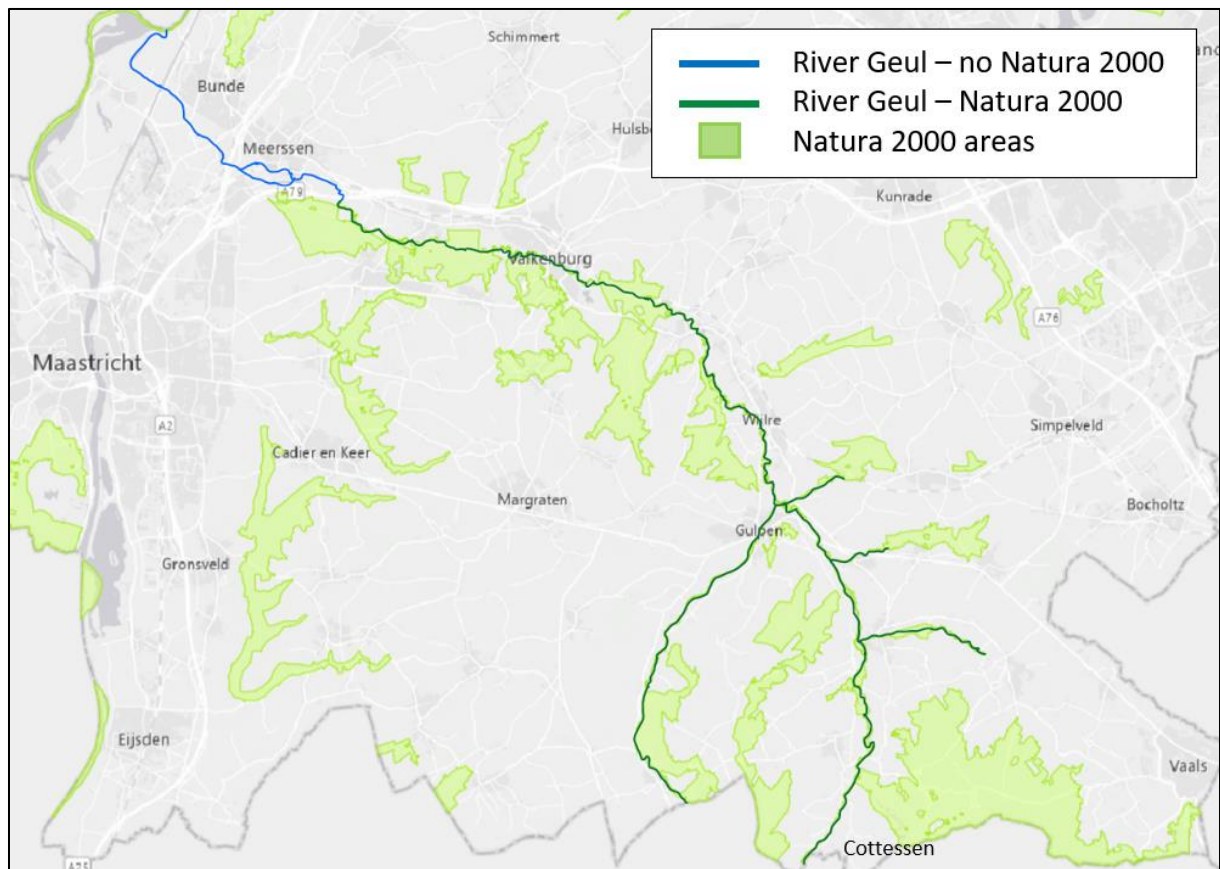 Schimmert
River Geul – no Natura 2000
River Geul – Natura 2000
Natura 2000 areas
Bunde
Meerssen
A79
Kunrade
Valkenburg
A76
Maastricht
A2
Wijlre
Simpelveld
Cadier en Keer
Margraten
Bocholtz
Gulpen
Gronsveld
Eijsden
Vaals
Cottessen